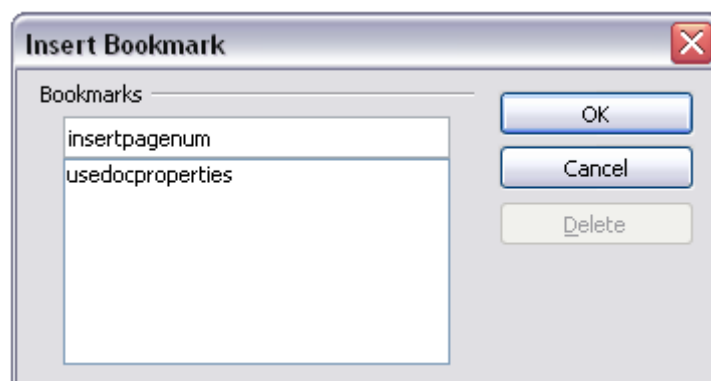 Insert Bookmark
Bookmarks
OK
insertpagenum
Cancel
usedocproperties
Delete